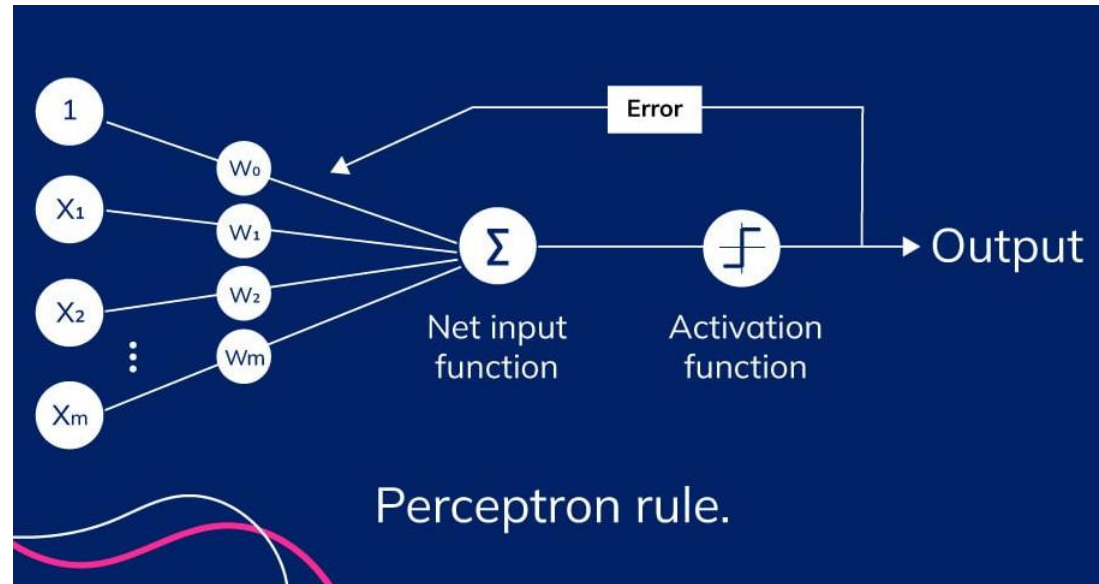 1
X₁
X₂
⋮
Xm
W₀
W₁
W₂
Wm
Error
Σ
Net input
function
Activation
function
Output
Perceptron rule.